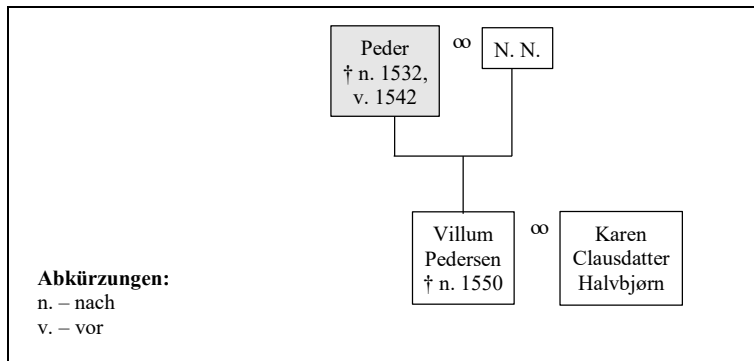 Peder
† n. 1532,
v. 1542
∞
N. N.
Villum
Pedersen
† n. 1550
∞
Karen
Clausdatter
Halvbjørn
Abkürzungen:
n. – nach
v. – vor